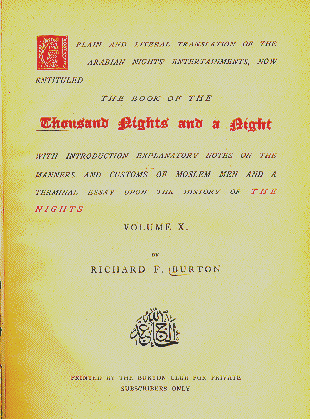 A PLAIN AND LITERAL TRANSLATION OF THE
ARABIAN NIGHTS' ENTERTAINMENTS, NOW
ENTITULED
THE BOOK OF THE
Thousand Nights and a Night
WITH INTRODUCTION EXPLANATORY NOTES ON THE
MANNERS AND CUSTOMS OF MOSLEM MEN AND A
TERMINAL ESSAY UPON THE HISTORY OF THE
NIGHTS
VOLUME X.
BY
RICHARD F. BURTON
PRINTED BY THE BURTON CLUB FOR PRIVATE
SUBSCRIBERS ONLY